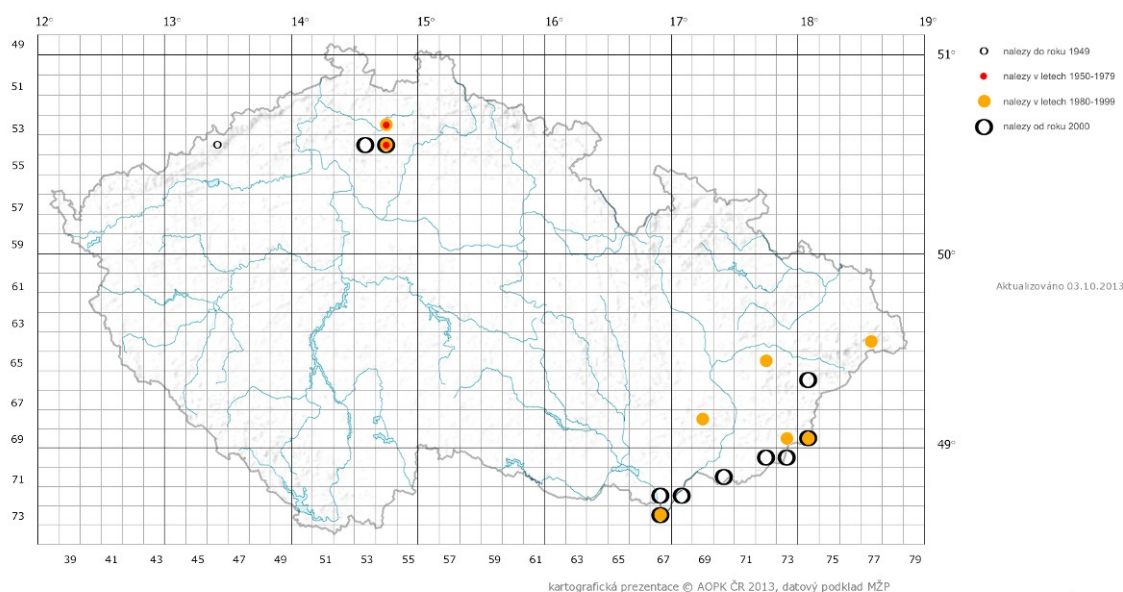 12° 13° 14° 15° 16° 17° 18° 19°
49
51°
51
53
55
57
59
50°
61
63
65
67
69
49°
71
73
39 41 43 45 47 49 51 53 55 57 59 61 63 65 67 69 71 73 75 77 79
nalezy do roku 1949
nalezy v letech 1950-1979
nalezy v letech 1980-1999
nalezy od roku 2000
Aktualizováno 03.10.2013
kartografická prezentace © AOPK ČR 2013, datový podklad MŽP